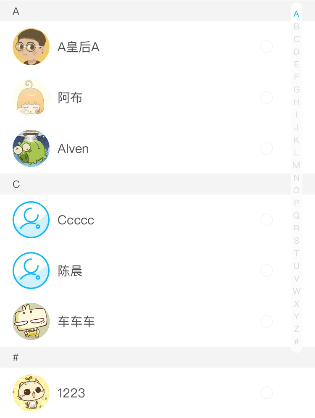 A
A皇后A
阿布
Alven
C
Ccccc
陈晨
车车车
#
1223
A
B
C
D
E
F
G
H
I
J
K
L
M
N
O
P
Q
R
S
T
U
V
W
X
Y
Z
#